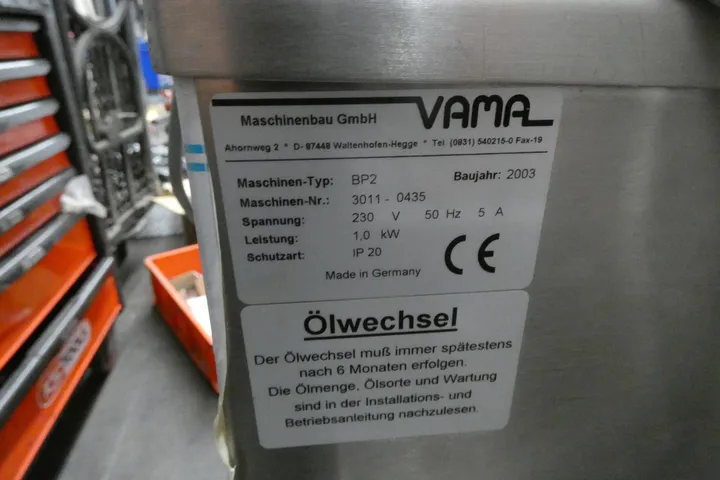 Maschinenbau GmbH VAMA
Ahornweg 2 * D- 87448 Waltenhofen-Hegge * Tel. (0831) 540215-0 Fax-19
Maschinen-Typ: BP2 Baujahr: 2003
Maschinen-Nr.: 3011 - 0435
Spannung: 230 V 50 Hz 5 A
Leistung: 1,0 kW
Schutzart: IP 20
Made in Germany
CE
Ölwechsel
Der Ölwechsel muß immer spätestens
nach 6 Monaten erfolgen.
Die Ölmenge, Ölsorte und Wartung
sind in der Installations- und
Betriebsanleitung nachzulesen.